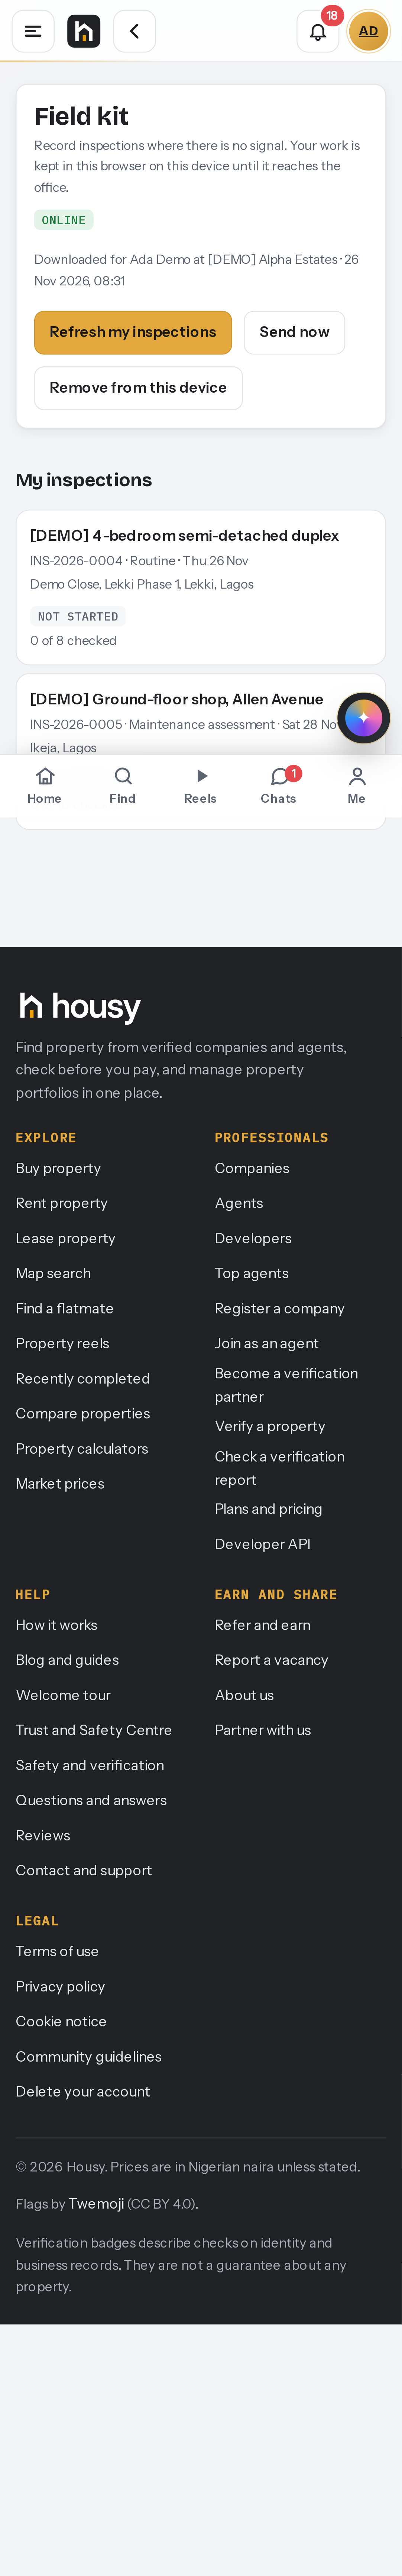 18
AD
Field kit
Record inspections where there is no signal. Your work is
kept in this browser on this device until it reaches the
office.
ONLINE
Downloaded for Ada Demo at [DEMO] Alpha Estates · 26
Nov 2026, 08:31
Refresh my inspections
Send now
Remove from this device
My inspections
[DEMO] 4-bedroom semi-detached duplex
INS-2026-0004 · Routine · Thu 26 Nov
Demo Close, Lekki Phase 1, Lekki, Lagos
NOT STARTED
0 of 8 checked
[DEMO] Ground-floor shop, Allen Avenue
INS-2026-0005 · Maintenance assessment · Sat 28
Ikeja, Lagos
1
Home
Find
Reels
Chats
Me
housy
Find property from verified companies and agents,
check before you pay, and manage property
portfolios in one place.
EXPLORE
Buy property
Rent property
Lease property
Map search
Find a flatmate
Property reels
Recently completed
Compare properties
Property calculators
Market prices
PROFESSIONALS
Companies
Agents
Developers
Top agents
Register a company
Join as an agent
Become a verification
partner
Verify a property
Check a verification
report
Plans and pricing
Developer API
HELP
How it works
Blog and guides
Welcome tour
Trust and Safety Centre
Safety and verification
Questions and answers
Reviews
Contact and support
EARN AND SHARE
Refer and earn
Report a vacancy
About us
Partner with us
LEGAL
Terms of use
Privacy policy
Cookie notice
Community guidelines
Delete your account
© 2026 Housy. Prices are in Nigerian naira unless stated.
Flags by Twemoji (CC BY 4.0).
Verification badges describe checks on identity and
business records. They are not a guarantee about any
property.